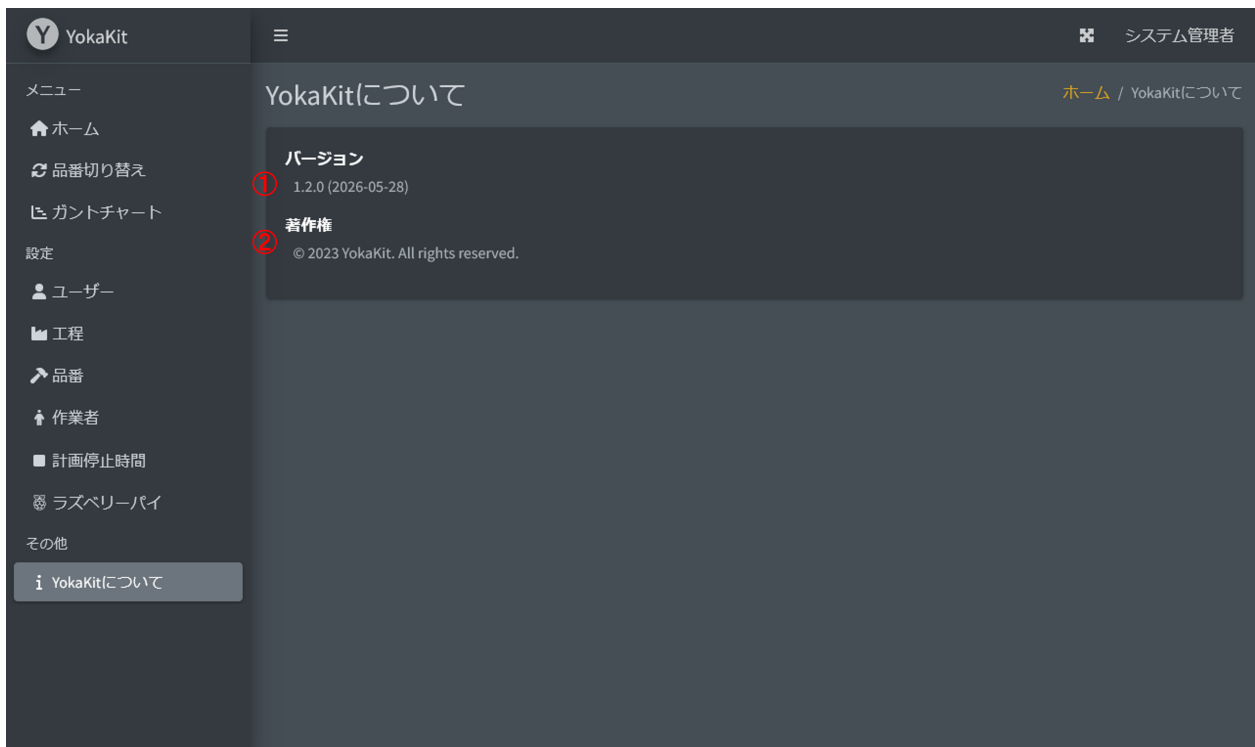 YokaKit
システム管理者
メニュー
ホーム
品番切り替え
ガントチャート
設定
ユーザー
工程
品番
作業者
計画停止時間
ラズベリーパイ
その他
YokaKitについて
YokaKitについて
ホーム / YokaKitについて
バージョン
① 1.2.0 (2026-05-28)
著作権
② © 2023 YokaKit. All rights reserved.